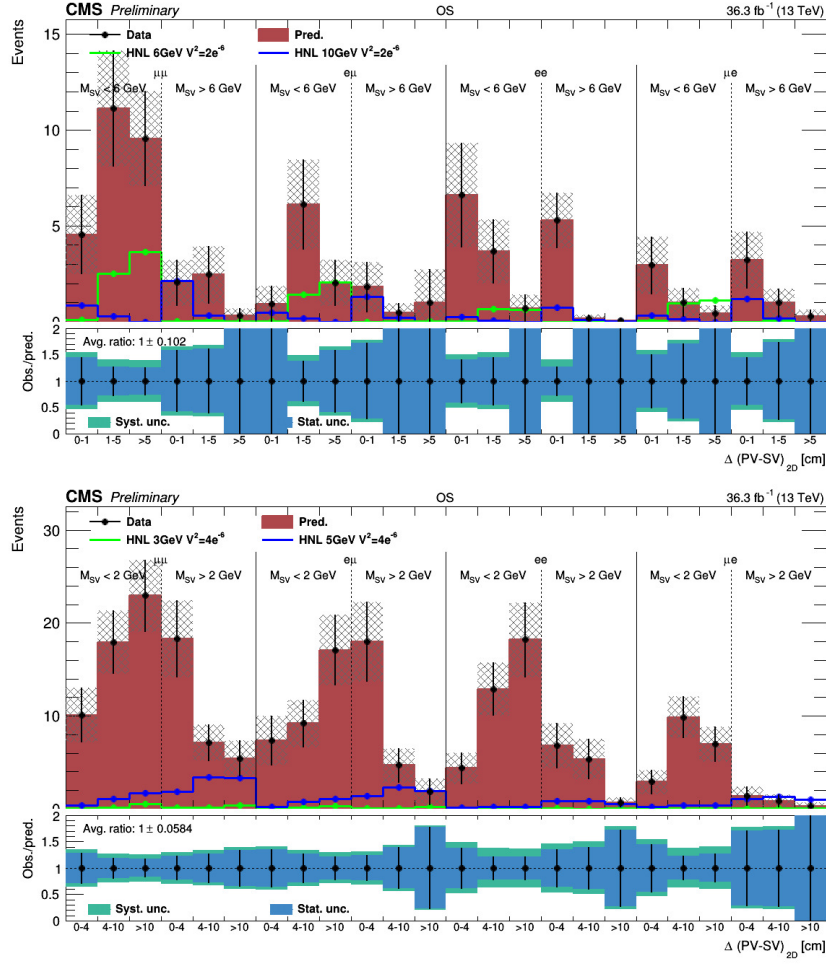 CMS Preliminary OS 36.3 fb⁻¹ (13 TeV)
Events
Data Pred.
HNL 6GeV V²=2e⁻⁶ HNL 10GeV V²=2e⁻⁶
μμ eμ ee μe
M_SV < 6 GeV M_SV > 6 GeV M_SV < 6 GeV M_SV > 6 GeV M_SV < 6 GeV M_SV > 6 GeV M_SV < 6 GeV M_SV > 6 GeV
15
10
5
0
Obs./pred.
2
1.5
1
0.5
0
Avg. ratio: 1 ± 0.102
Syst. unc. Stat. unc.
0-1 1-5 >5 0-1 1-5 >5 0-1 1-5 >5 0-1 1-5 >5 0-1 1-5 >5 0-1 1-5 >5 0-1 1-5 >5 0-1 1-5 >5
Δ (PV-SV)_2D [cm]
CMS Preliminary OS 36.3 fb⁻¹ (13 TeV)
Events
Data Pred.
HNL 3GeV V²=4e⁻⁶ HNL 5GeV V²=4e⁻⁶
μμ eμ ee μe
M_SV < 2 GeV M_SV > 2 GeV M_SV < 2 GeV M_SV > 2 GeV M_SV < 2 GeV M_SV > 2 GeV M_SV < 2 GeV M_SV > 2 GeV
30
20
10
0
Obs./pred.
2
1.5
1
0.5
0
Avg. ratio: 1 ± 0.0584
Syst. unc. Stat. unc.
0-4 4-10 >10 0-4 4-10 >10 0-4 4-10 >10 0-4 4-10 >10 0-4 4-10 >10 0-4 4-10 >10 0-4 4-10 >10 0-4 4-10 >10
Δ (PV-SV)_2D [cm]